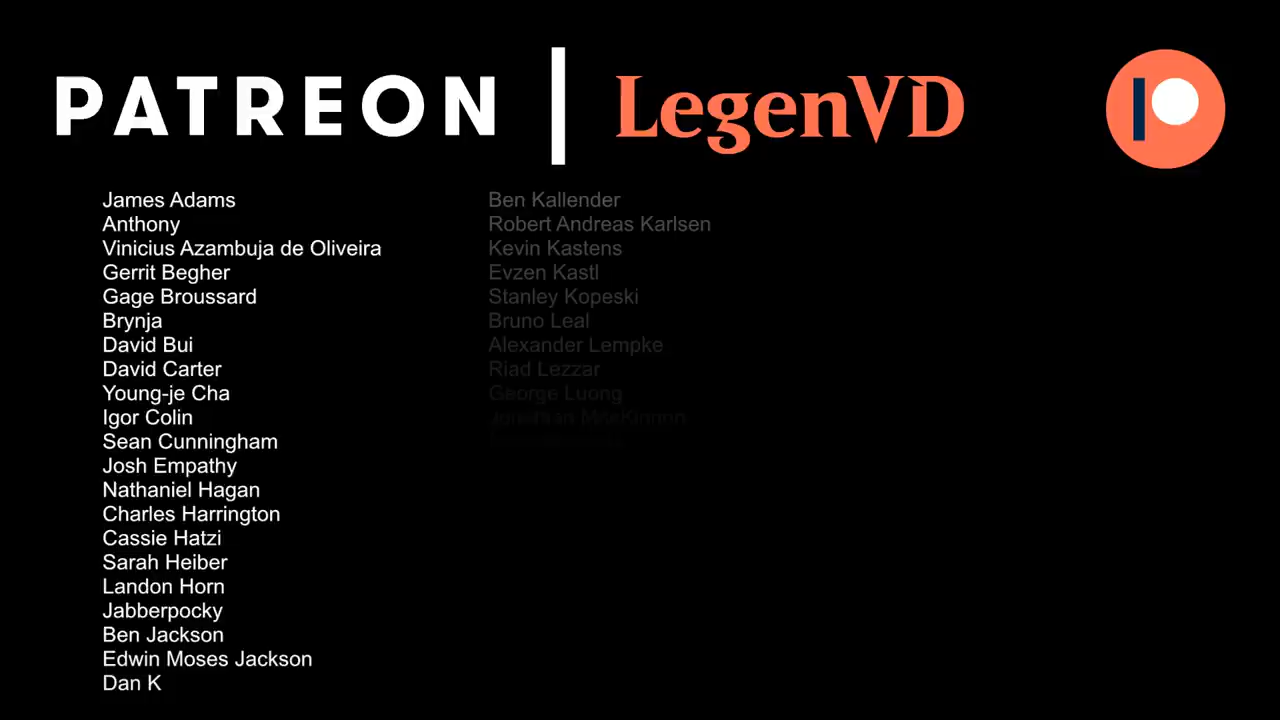 PATREON | LegenVD
James Adams
Anthony
Vinicius Azambuja de Oliveira
Gerrit Begher
Gage Broussard
Brynja
David Bui
David Carter
Young-je Cha
Igor Colin
Sean Cunningham
Josh Empathy
Nathaniel Hagan
Charles Harrington
Cassie Hatzi
Sarah Heiber
Landon Horn
Jabberpocky
Ben Jackson
Edwin Moses Jackson
Dan K
Ben Kallender
Robert Andreas Karlsen
Kevin Kastens
Evzen Kastl
Stanley Kopeski
Bruno Leal
Alexander Lempke
Riad Lezzar
George Luong